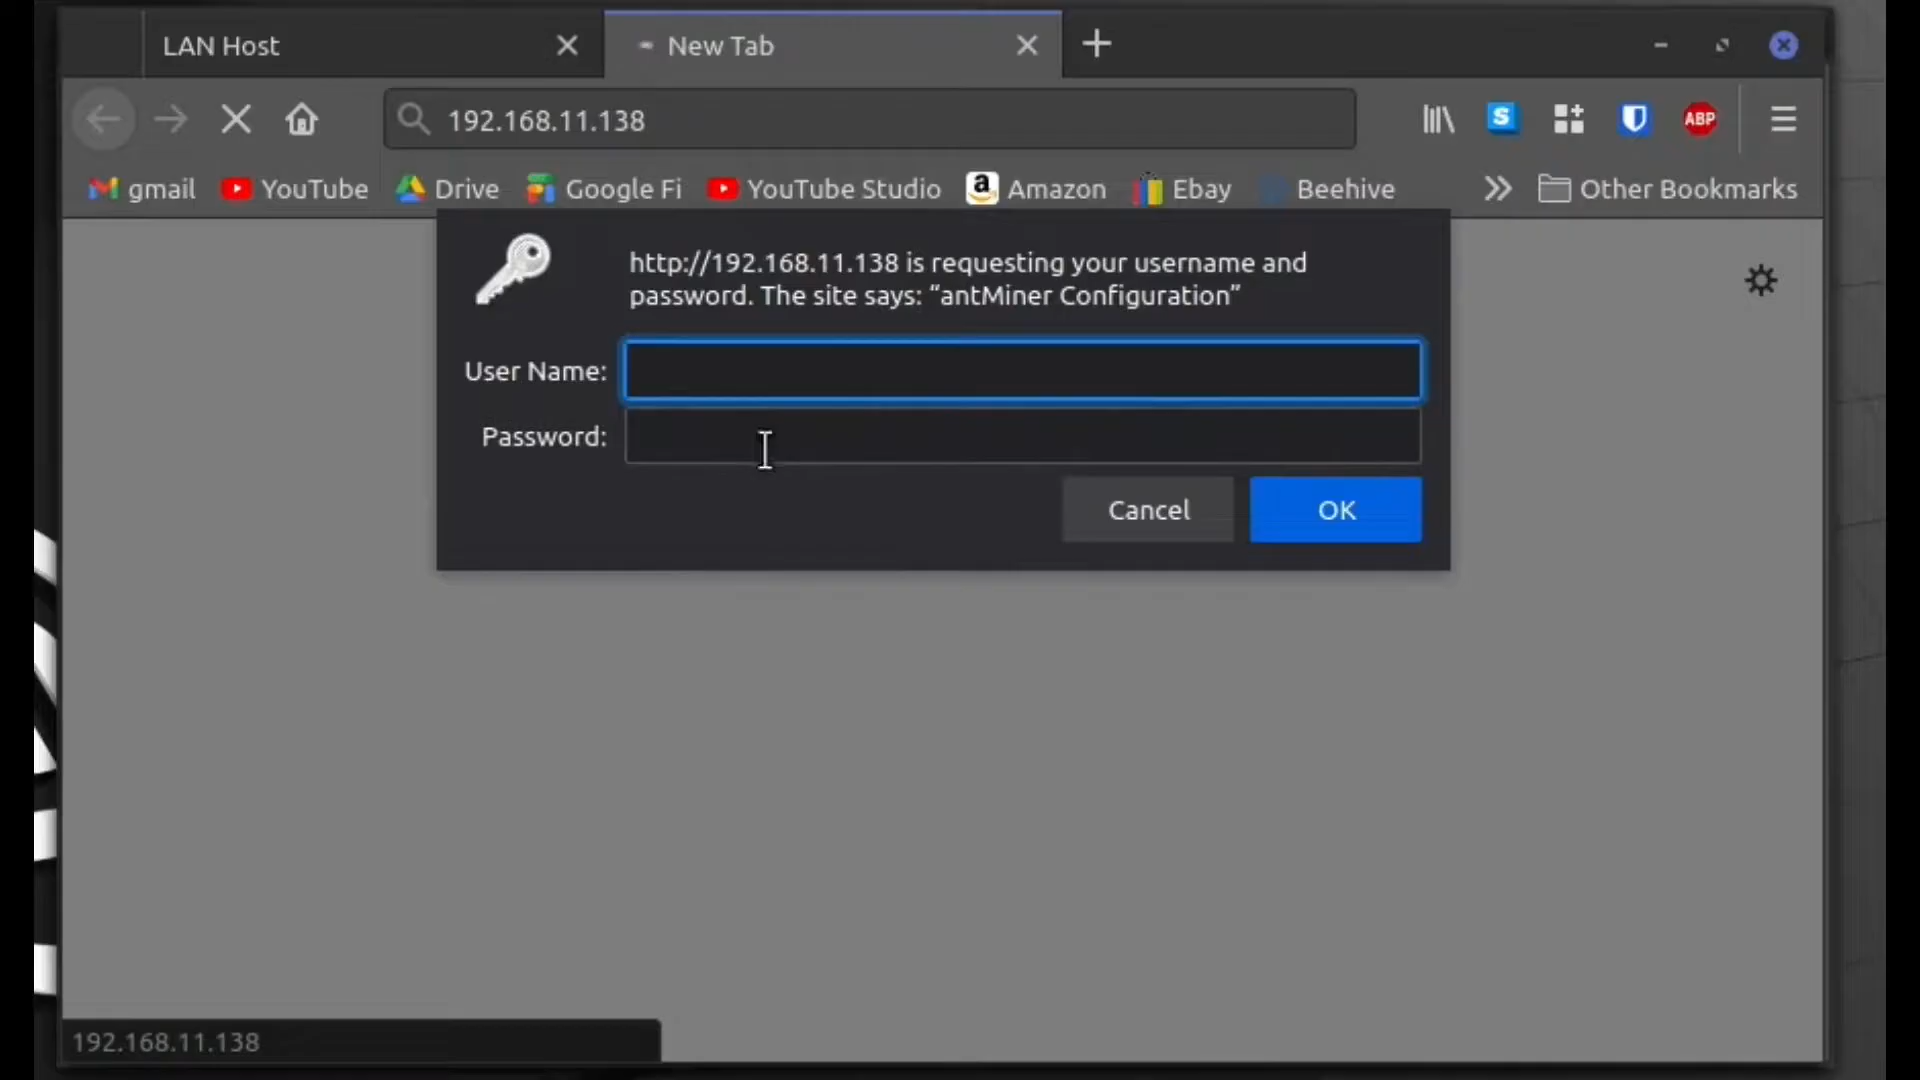 LAN Host
New Tab
192.168.11.138
S
ABP
gmail
YouTube
Drive
Google Fi
YouTube Studio
a
Amazon
Ebay
Beehive
Other Bookmarks
http://192.168.11.138 is requesting your username and
password. The site says: “antMiner Configuration”
User Name:
Password:
Cancel
OK
192.168.11.138